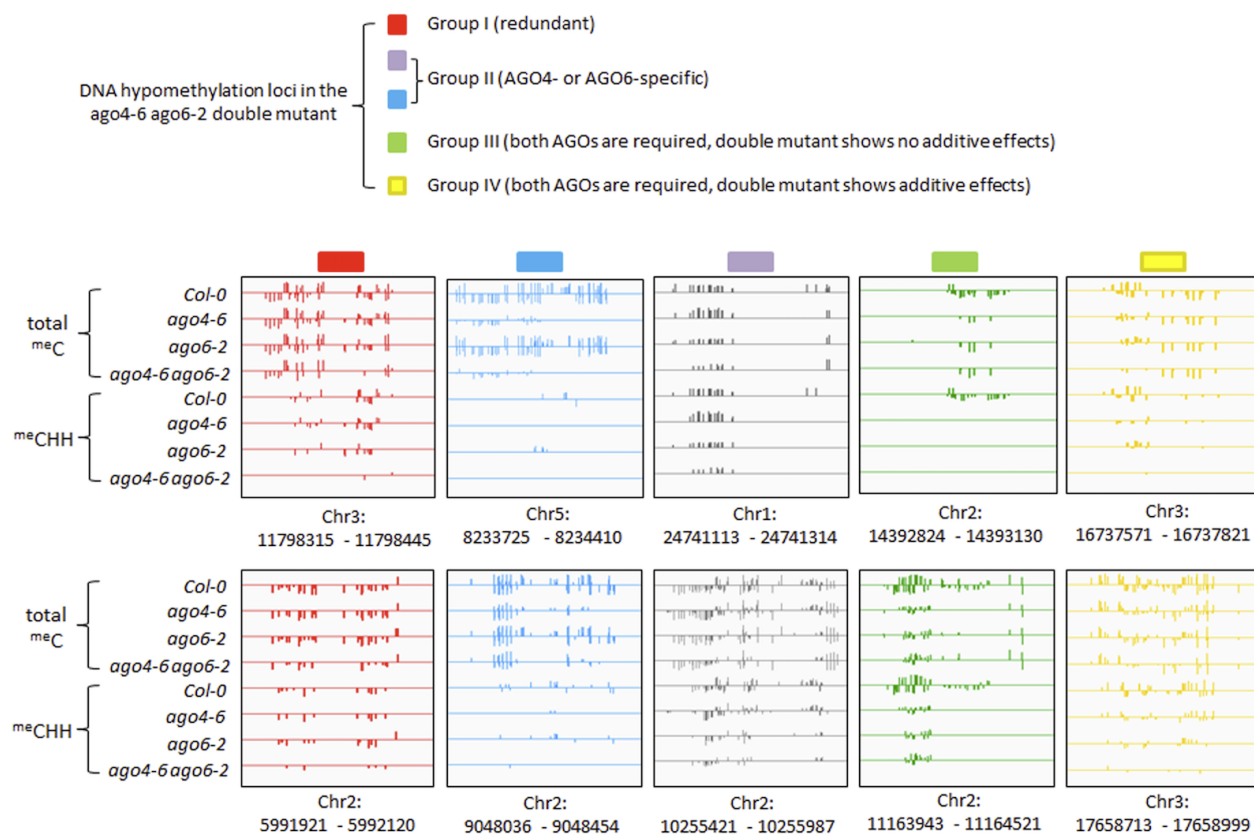 Group I (redundant)
Group II (AGO4- or AGO6-specific)
DNA hypomethylation loci in the
ago4-6 ago6-2 double mutant
Group III (both AGOs are required, double mutant shows no additive effects)
Group IV (both AGOs are required, double mutant shows additive effects)
total
meC
Col-0
ago4-6
ago6-2
ago4-6 ago6-2
meCHH
Col-0
ago4-6
ago6-2
ago4-6 ago6-2
Chr3:
11798315 - 11798445
Chr5:
8233725 - 8234410
Chr1:
24741113 - 24741314
Chr2:
14392824 - 14393130
Chr3:
16737571 - 16737821
total
meC
Col-0
ago4-6
ago6-2
ago4-6 ago6-2
meCHH
Col-0
ago4-6
ago6-2
ago4-6 ago6-2
Chr2:
5991921 - 5992120
Chr2:
9048036 - 9048454
Chr2:
10255421 - 10255987
Chr2:
11163943 - 11164521
Chr3:
17658713 - 17658999